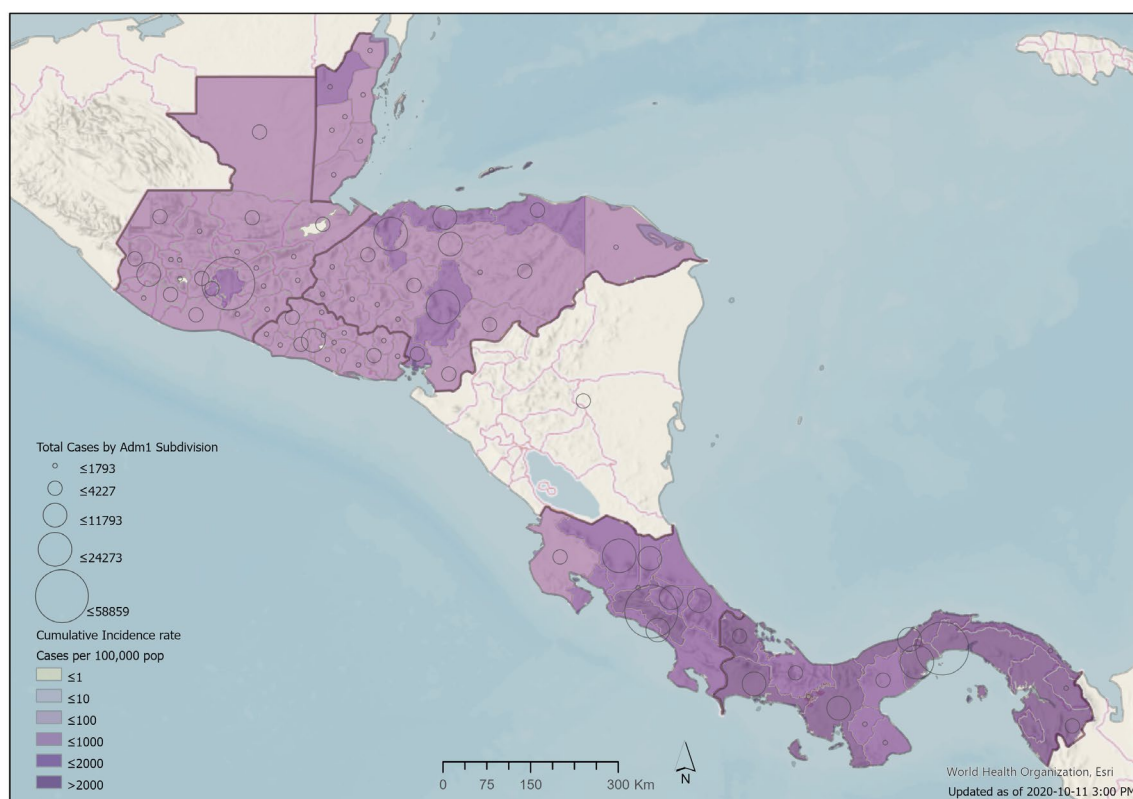 Total Cases by Adm1 Subdivision
≤1793
≤4227
≤11793
≤24273
≤58859
Cumulative Incidence rate
Cases per 100,000 pop
≤1
≤10
≤100
≤1000
≤2000
>2000
0 75 150 300 Km
N
World Health Organization, Esri
Updated as of 2020-10-11 3:00 PM